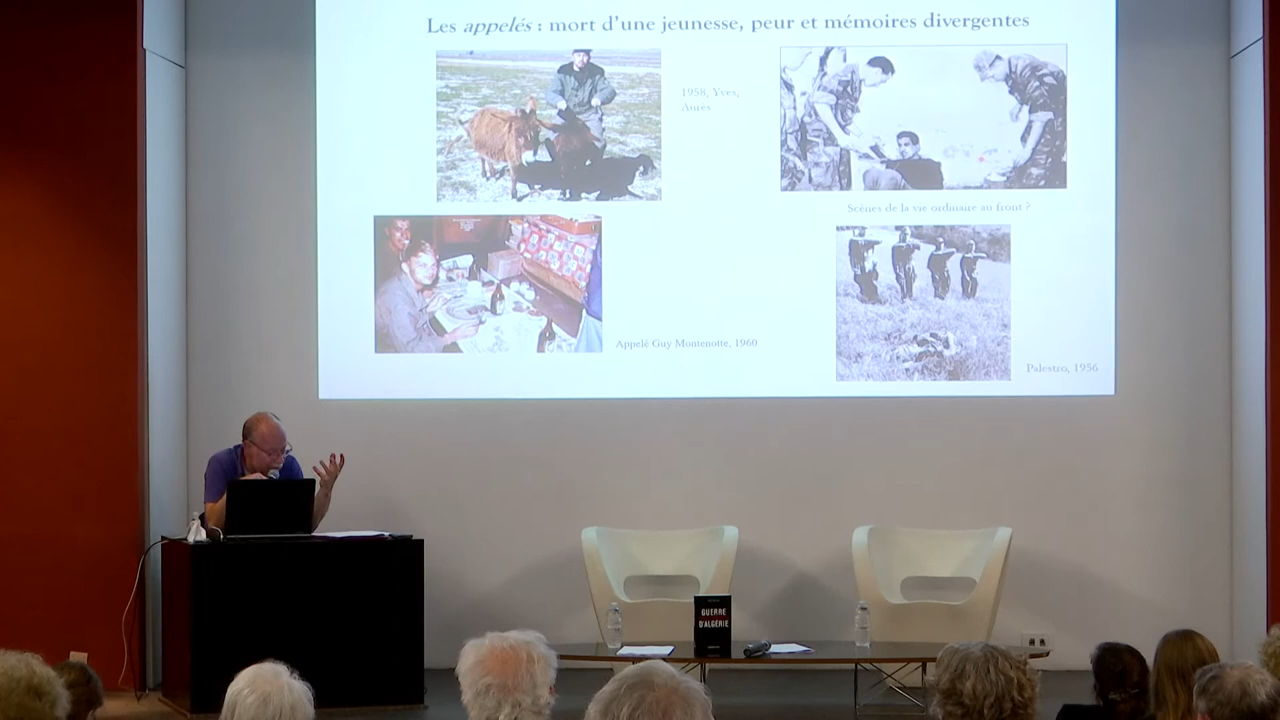 Les appelés : mort d'une jeunesse, peur et mémoires divergentes
1958, Yves,
Aurès
Scènes de la vie ordinaire au front ?
Appelé Guy Montenotte, 1960
Palestro, 1956
GUERRE
D'ALGÉRIE